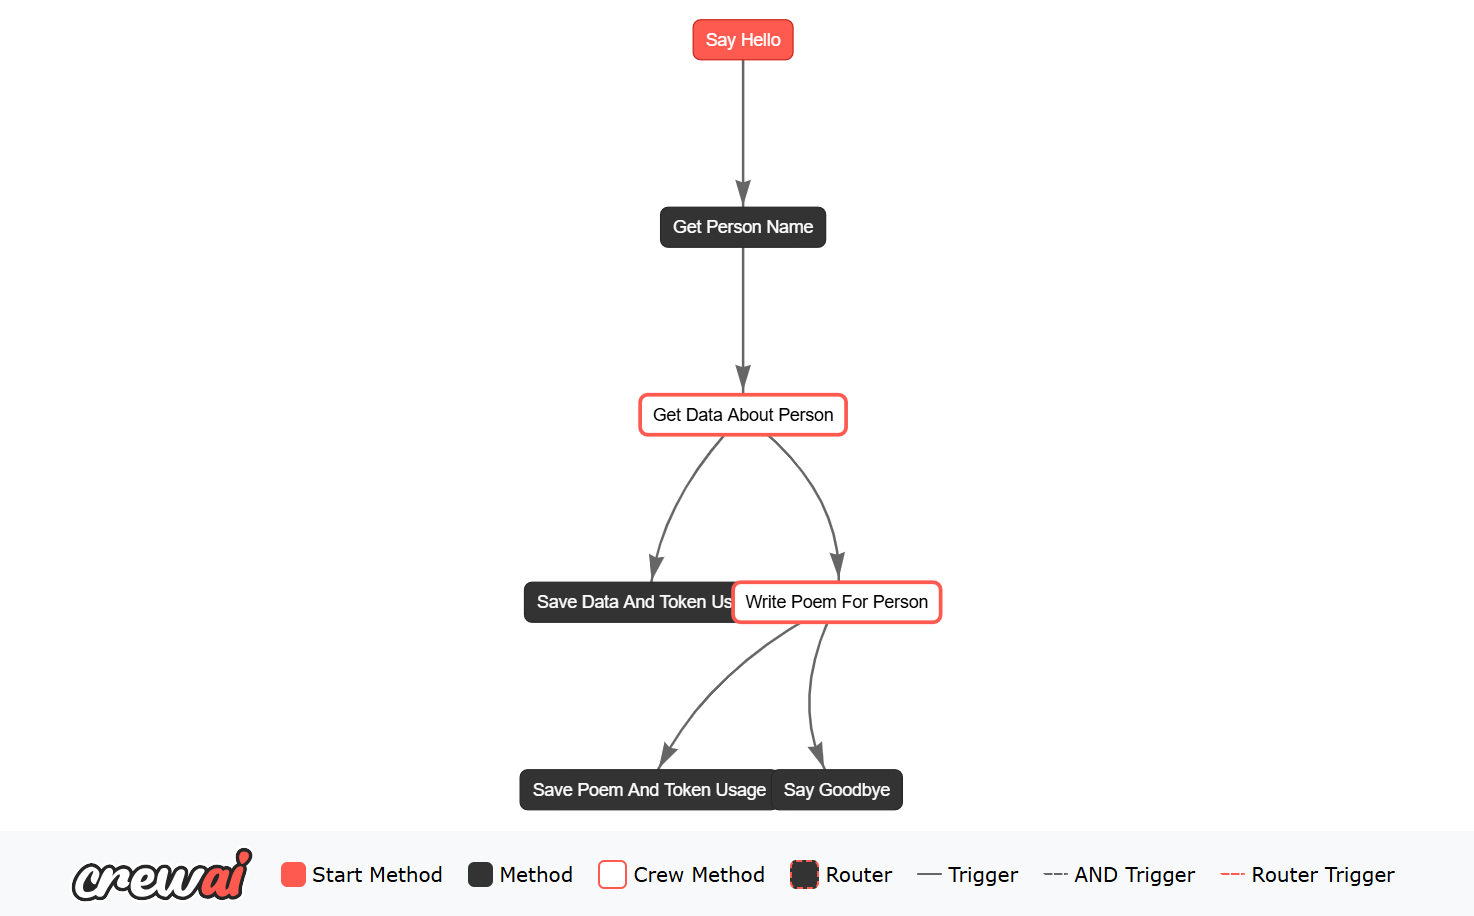 Say Hello
Get Person Name
Get Data About Person
Save Data And Token Us
Write Poem For Person
Save Poem And Token Usage
Say Goodbye
crewai
Start Method
Method
Crew Method
Router
Trigger
AND Trigger
Router Trigger